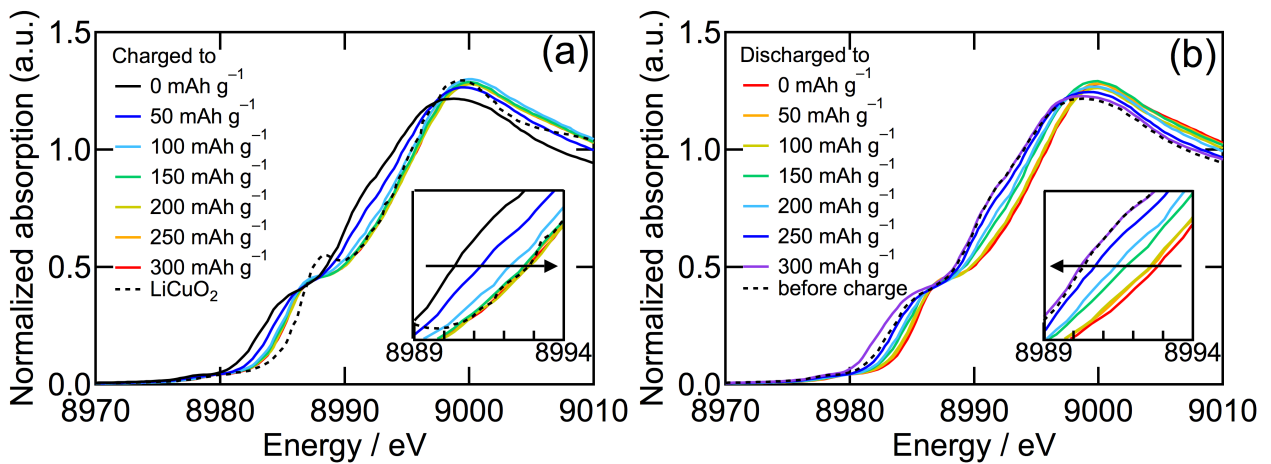 (a)
Normalized absorption (a.u.)
1.5
1.0
0.5
0.0
Charged to
0 mAh g⁻¹
50 mAh g⁻¹
100 mAh g⁻¹
150 mAh g⁻¹
200 mAh g⁻¹
250 mAh g⁻¹
300 mAh g⁻¹
LiCuO₂
8989 8994
8970 8980 8990 9000 9010
Energy / eV
(b)
Normalized absorption (a.u.)
1.5
1.0
0.5
0.0
Discharged to
0 mAh g⁻¹
50 mAh g⁻¹
100 mAh g⁻¹
150 mAh g⁻¹
200 mAh g⁻¹
250 mAh g⁻¹
300 mAh g⁻¹
before charge
8989 8994
8970 8980 8990 9000 9010
Energy / eV